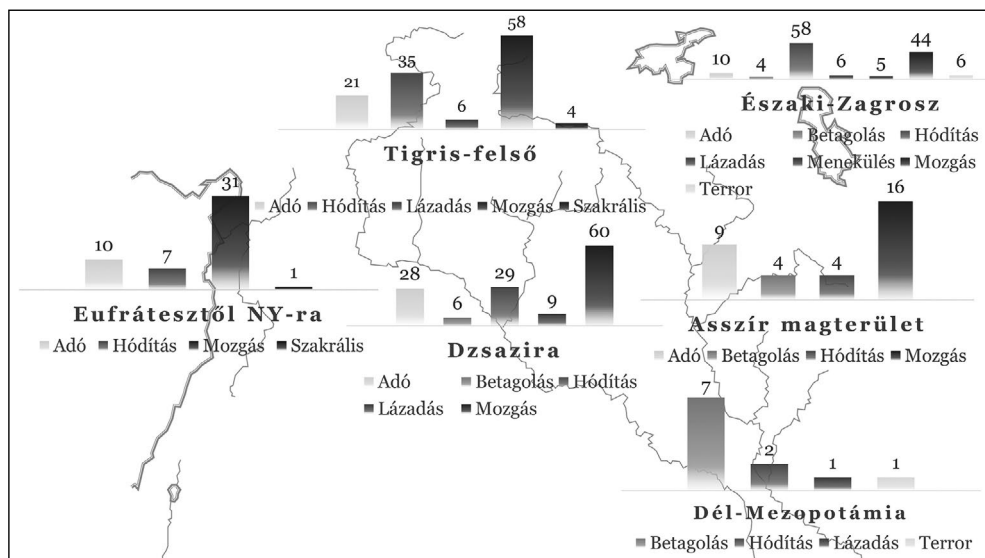 21 35 6 58 4
Tigris-felső
Adó Hódítás Lázadás Mozgás Szakrális
10 4 58 6 5 44 6
Északi-Zagrosz
Adó Betagolás Hódítás
Lázadás Menekülés Mozgás
Terror
10 7 31 1
Eufrátesztől NY-ra
Adó Hódítás Mozgás Szakrális
28 6 29 9 60
Dzsazira
Adó Betagolás Hódítás
Lázadás Mozgás
9 4 4 16
Asszír magterület
Adó Betagolás Hódítás Mozgás
7 2 1 1
Dél-Mezopotámia
Betagolás Hódítás Lázadás Terror